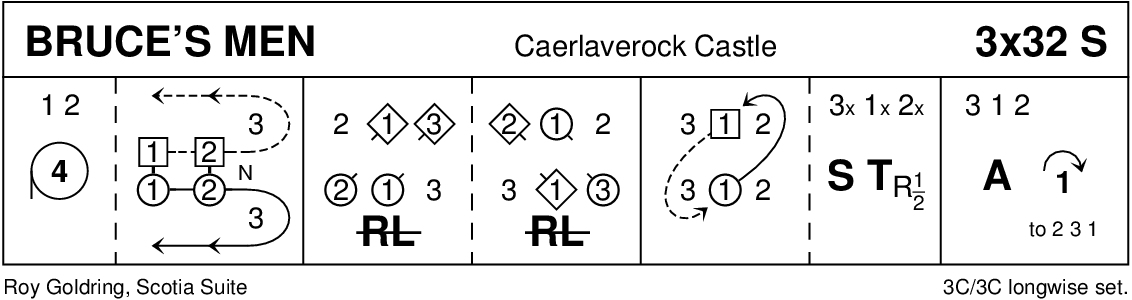 BRUCE'S MEN Caerlaverock Castle 3x32 S
1 2
4
3
1 2
N
1 2
3
2 1 3
2 1 3
RL
2 1 2
3 1 3
RL
3 1 2
3 1 2
3x 1x 2x
S T R 1/2
3 1 2
A 1
to 2 3 1
Roy Goldring, Scotia Suite 3C/3C longwise set.